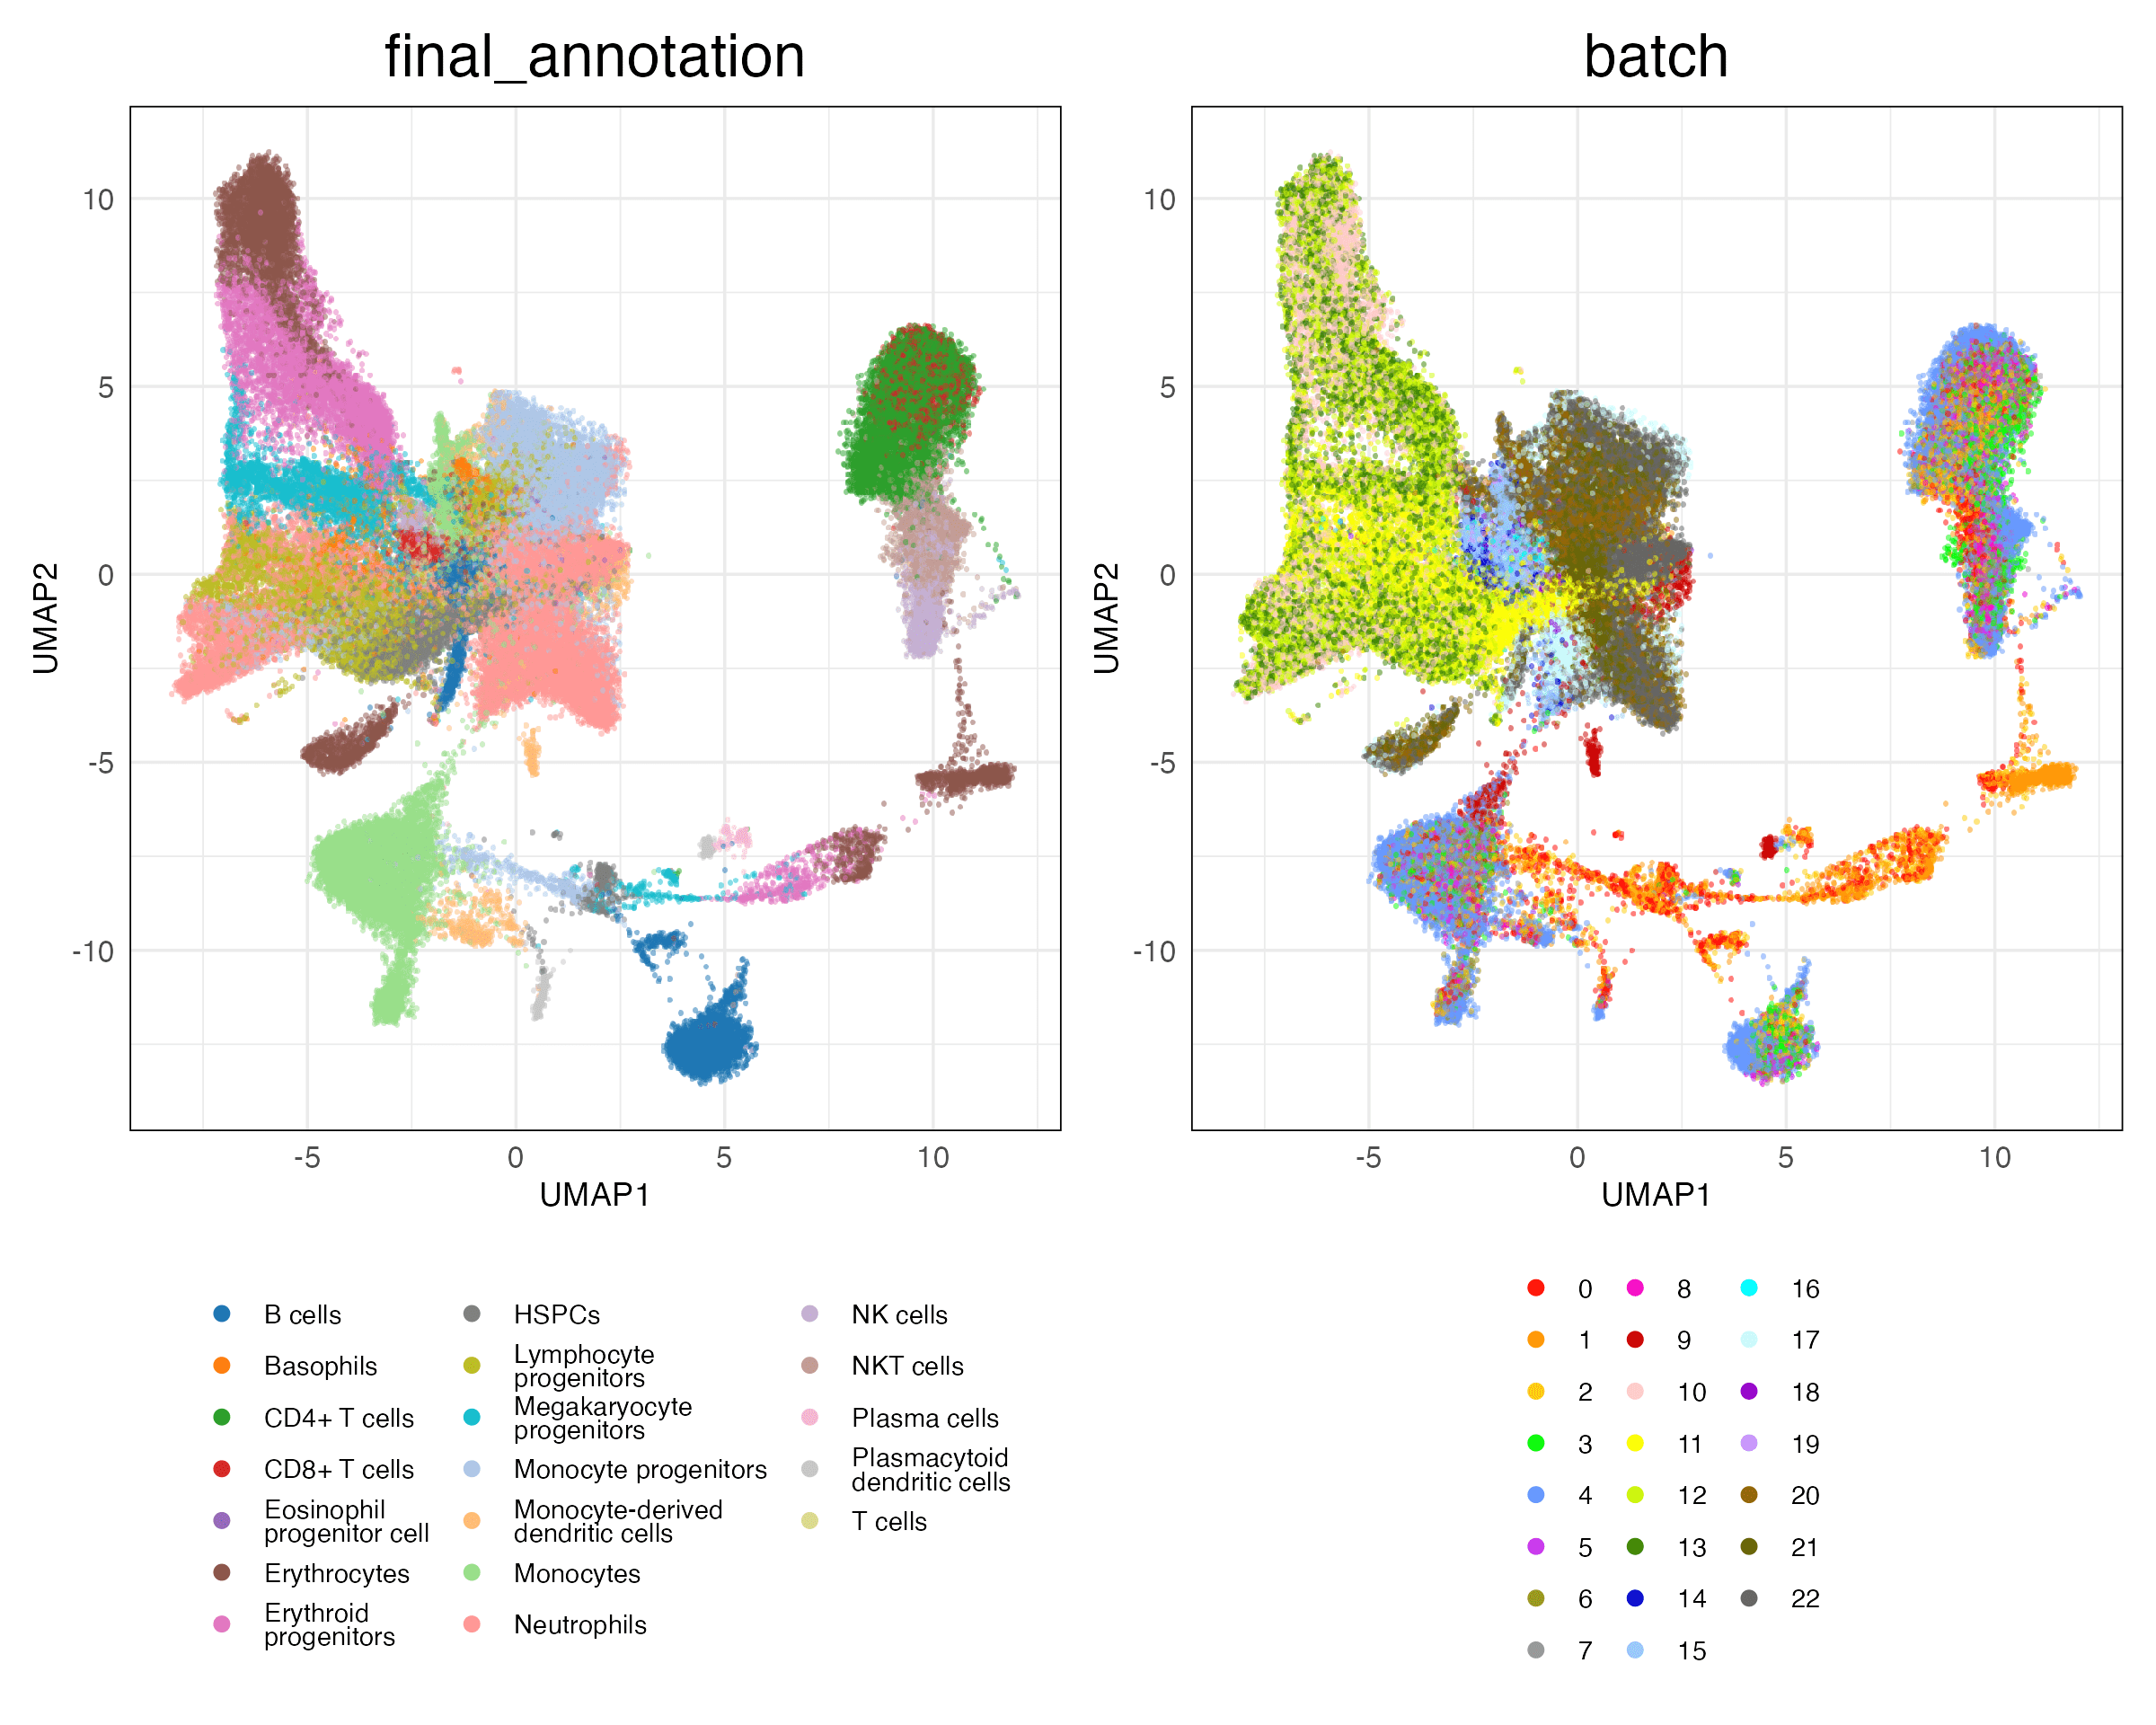 final_annotation
batch
10
5
0
-5
-10
UMAP2
-5
0
5
10
UMAP1
10
5
0
-5
-10
UMAP2
-5
0
5
10
UMAP1
B cells
Basophils
CD4+ T cells
CD8+ T cells
Eosinophil
progenitor cell
Erythrocytes
Erythroid
progenitors
HSPCs
Lymphocyte
progenitors
Megakaryocyte
progenitors
Monocyte progenitors
Monocyte-derived
dendritic cells
Monocytes
Neutrophils
NK cells
NKT cells
Plasma cells
Plasmacytoid
dendritic cells
T cells
0
1
2
3
4
5
6
7
8
9
10
11
12
13
14
15
16
17
18
19
20
21
22